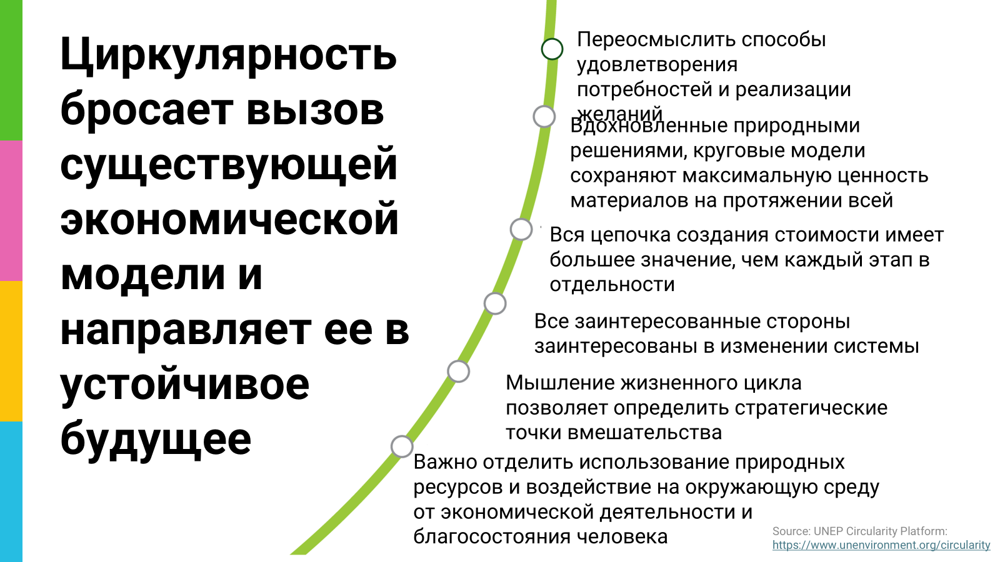 Циркулярность
бросает вызов
существующей
экономической
модели и
направляет ее в
устойчивое
будущее
Переосмыслить способы
удовлетворения
потребностей и реализации
желаний
Вдохновленные природными
решениями, круговые модели
сохраняют максимальную ценность
материалов на протяжении всей
Вся цепочка создания стоимости имеет
большее значение, чем каждый этап в
отдельности
Все заинтересованные стороны
заинтересованы в изменении системы
Мышление жизненного цикла
позволяет определить стратегические
точки вмешательства
Важно отделить использование природных
ресурсов и воздействие на окружающую среду
от экономической деятельности и
благосостояния человека
Source: UNEP Circularity Platform:
https://www.unenvironment.org/circularity